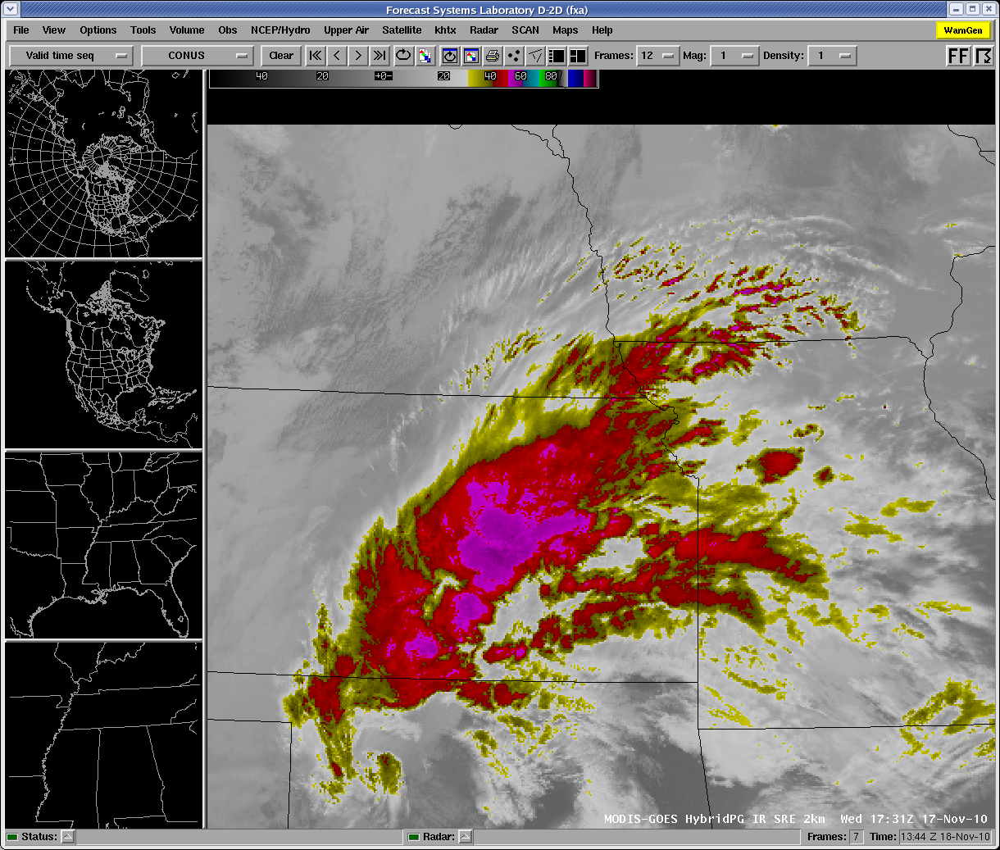 Forecast Systems Laboratory D-2D (fxa)
File View Options Tools Volume Obs NCEP/Hydro Upper Air Satellite khtx Radar SCAN Maps Help WarnGen
Valid time seq CONUS Clear Frames: 12 Mag: 1 Density: 1 FF
40 20 +0- 20 40 60 80
MODIS-GOES HybridPG IR SRE 2km Wed 17:31Z 17-Nov-10
Status: Radar: Frames: 7 Time: 13:44 Z 18-Nov-10